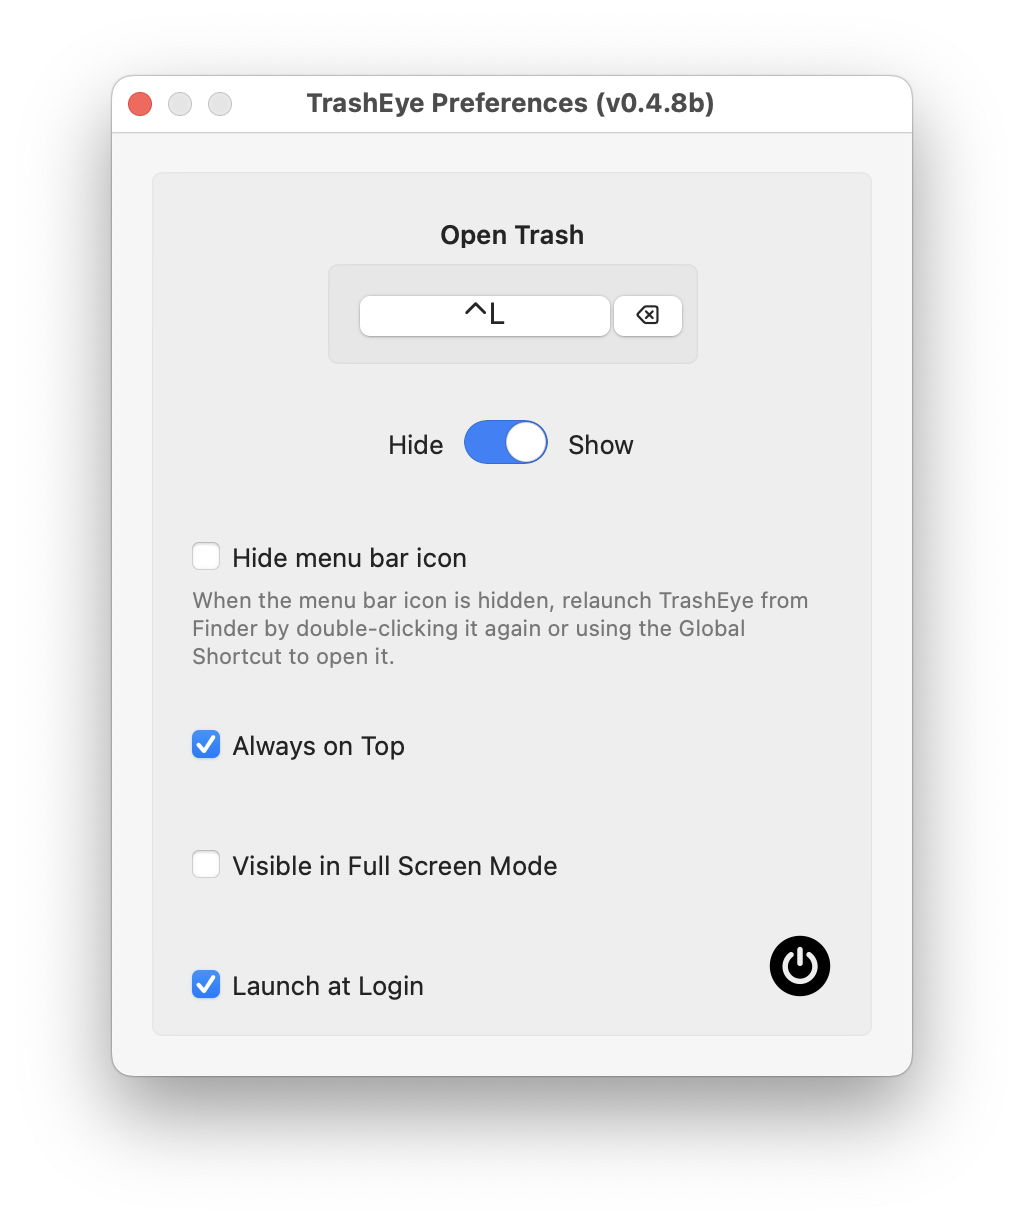 TrashEye Preferences (v0.4.8b)
Open Trash
^L
Hide Show
Hide menu bar icon
When the menu bar icon is hidden, relaunch TrashEye from
Finder by double-clicking it again or using the Global
Shortcut to open it.
Always on Top
Visible in Full Screen Mode
Launch at Login